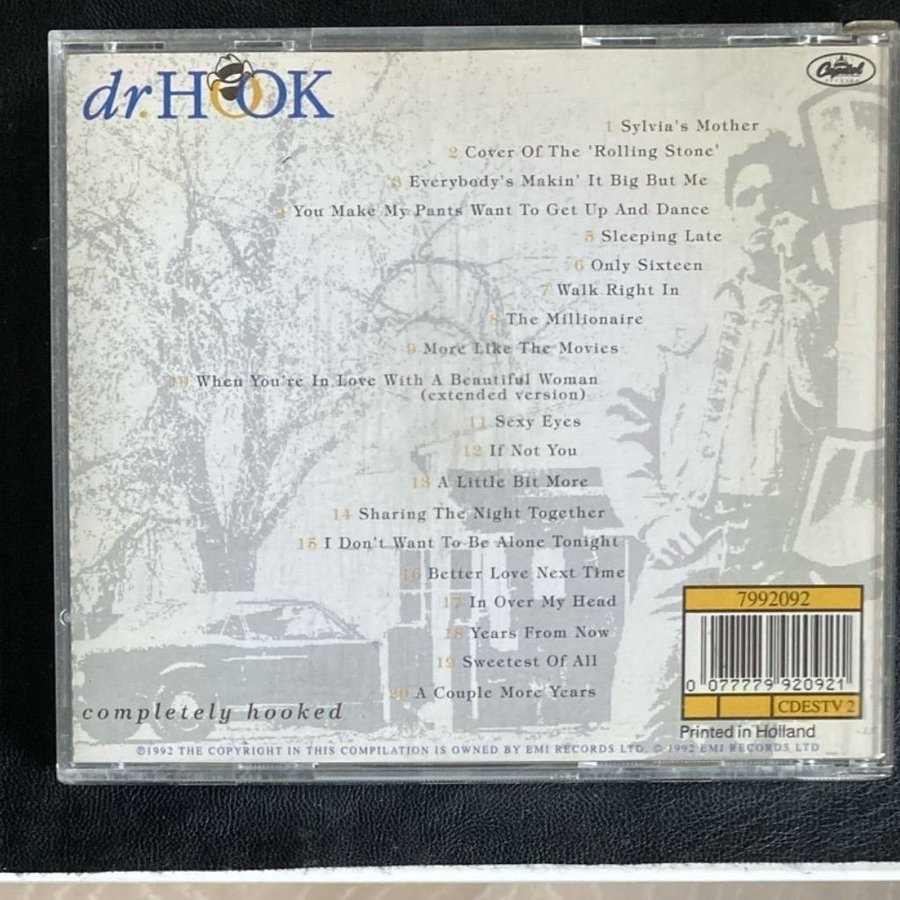 dr. HOOK
Capitol
1 Sylvia's Mother
2 Cover Of The 'Rolling Stone'
3 Everybody's Makin' It Big But Me
4 You Make My Pants Want To Get Up And Dance
5 Sleeping Late
6 Only Sixteen
7 Walk Right In
8 The Millionaire
9 More Like The Movies
10 When You're In Love With A Beautiful Woman
(extended version)
11 Sexy Eyes
12 If Not You
13 A Little Bit More
14 Sharing The Night Together
15 I Don't Want To Be Alone Tonight
16 Better Love Next Time
17 In Over My Head
18 Years From Now
19 Sweetest Of All
20 A Couple More Years
completely hooked
7992092
0 077779 920921
CDESTV 2
Printed in Holland
℗1992 THE COPYRIGHT IN THIS COMPILATION IS OWNED BY EMI RECORDS LTD. © 1992 EMI RECORDS LTD